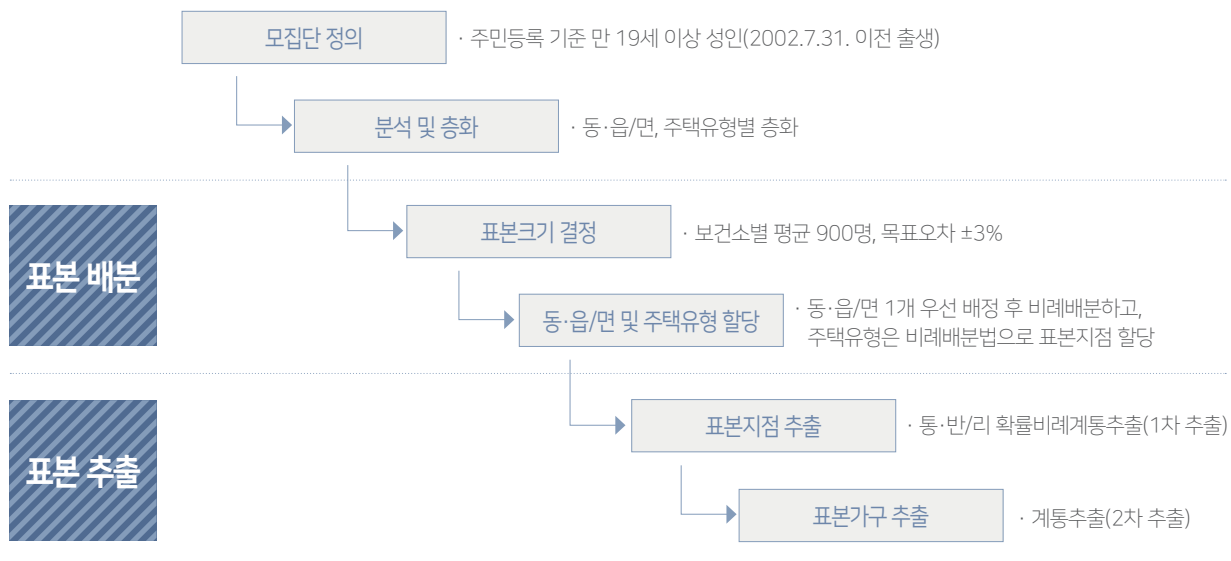 모집단 정의
· 주민등록 기준 만 19세 이상 성인(2002.7.31. 이전 출생)
분석 및 층화
· 동·읍/면, 주택유형별 층화
표본 배분
표본크기 결정
· 보건소별 평균 900명, 목표오차 ±3%
동·읍/면 및 주택유형 할당
· 동·읍/면 1개 우선 배정 후 비례배분하고,
주택유형은 비례배분법으로 표본지점 할당
표본 추출
표본지점 추출
· 통·반/리 확률비례계통추출(1차 추출)
표본가구 추출
· 계통추출(2차 추출)